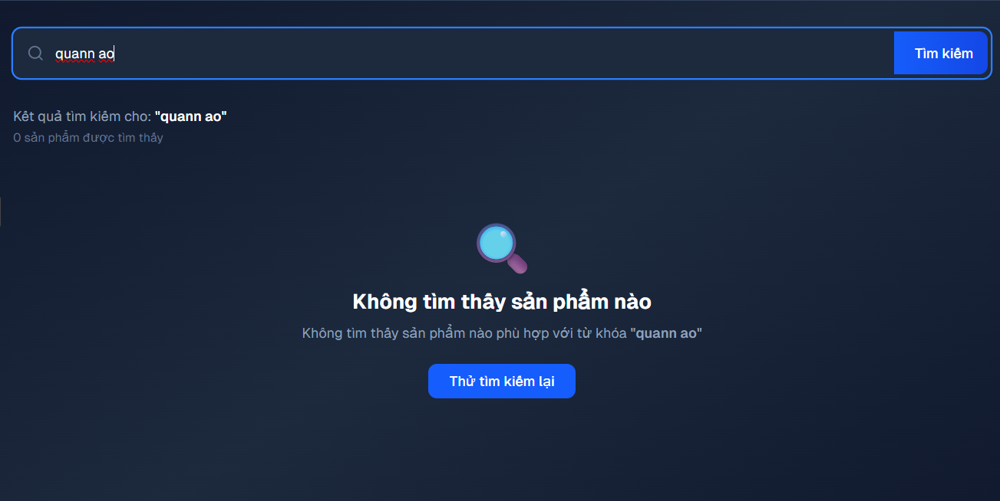 quann ao
Tìm kiếm
Kết quả tìm kiếm cho: "quann ao"
0 sản phẩm được tìm thấy
Không tìm thấy sản phẩm nào
Không tìm thấy sản phẩm nào phù hợp với từ khóa "quann ao"
Thử tìm kiếm lại